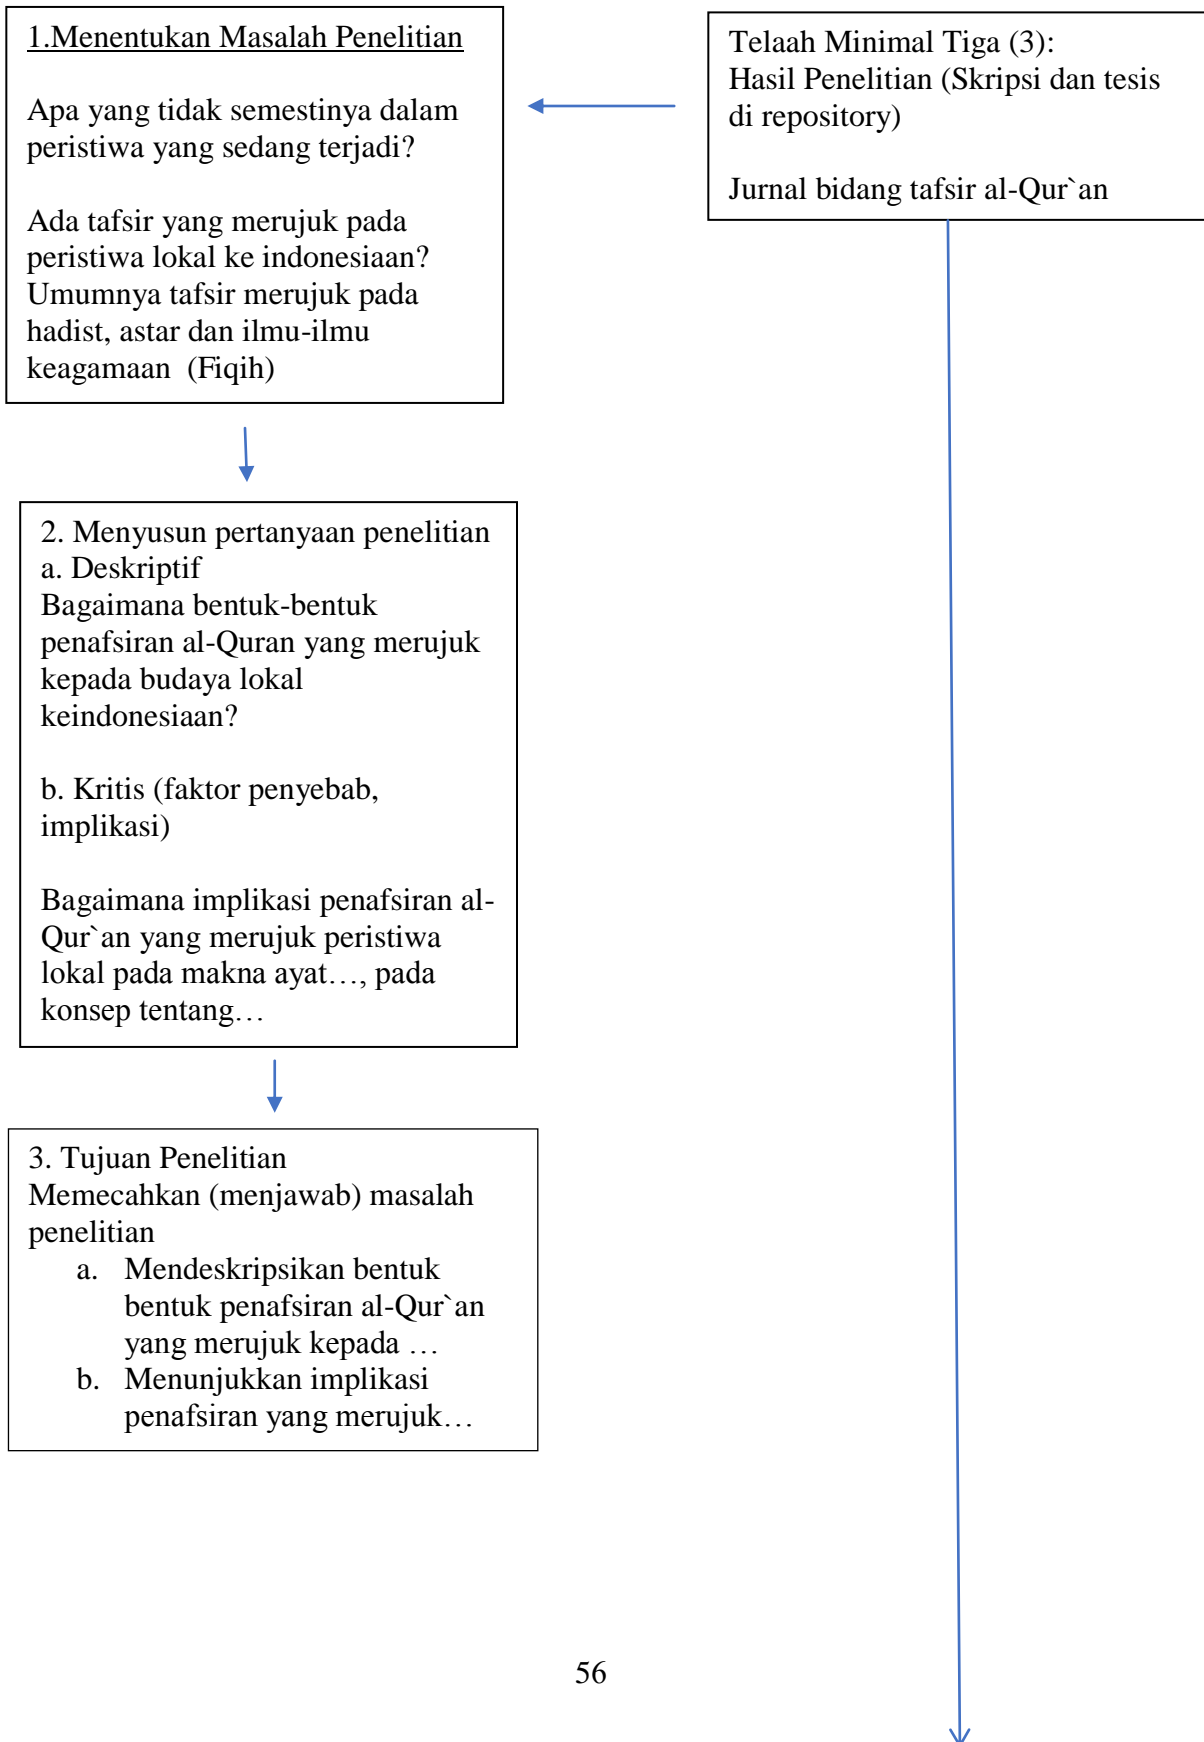 1.Menentukan Masalah Penelitian
Apa yang tidak semestinya dalam
peristiwa yang sedang terjadi?
Ada tafsir yang merujuk pada
peristiwa lokal ke indonesiaan?
Umumnya tafsir merujuk pada
hadist, astar dan ilmu-ilmu
keagamaan (Fiqih)
Telaah Minimal Tiga (3):
Hasil Penelitian (Skripsi dan tesis
di repository)
Jurnal bidang tafsir al-Qur`an
2. Menyusun pertanyaan penelitian
a. Deskriptif
Bagaimana bentuk-bentuk
penafsiran al-Quran yang merujuk
kepada budaya lokal
keindonesiaan?
b. Kritis (faktor penyebab,
implikasi)
Bagaimana implikasi penafsiran al-
Qur`an yang merujuk peristiwa
lokal pada makna ayat…, pada
konsep tentang…
3. Tujuan Penelitian
Memecahkan (menjawab) masalah
penelitian
a. Mendeskripsikan bentuk
bentuk penafsiran al-Qur`an
yang merujuk kepada …
b. Menunjukkan implikasi
penafsiran yang merujuk…
56